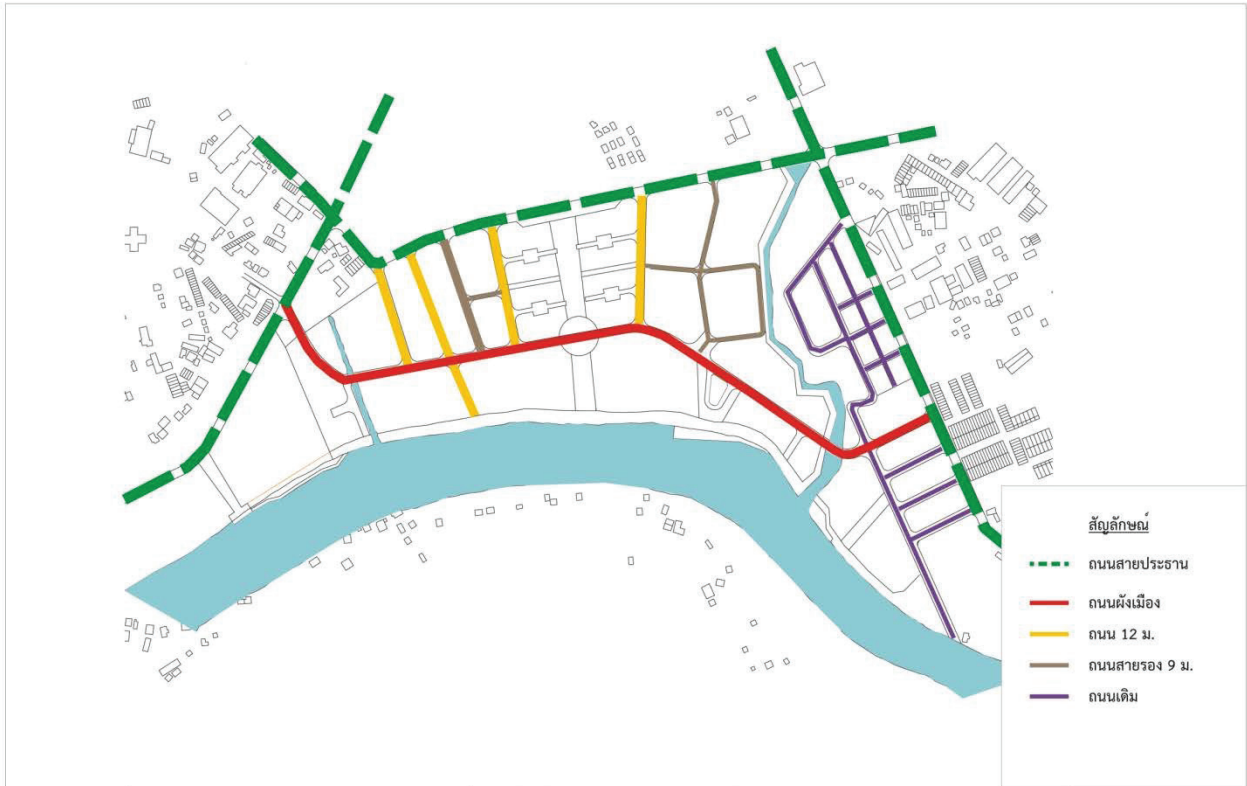 สัญลักษณ์
ถนนสายประธาน
ถนนผังเมือง
ถนน 12 ม.
ถนนสายรอง 9 ม.
ถนนเดิม